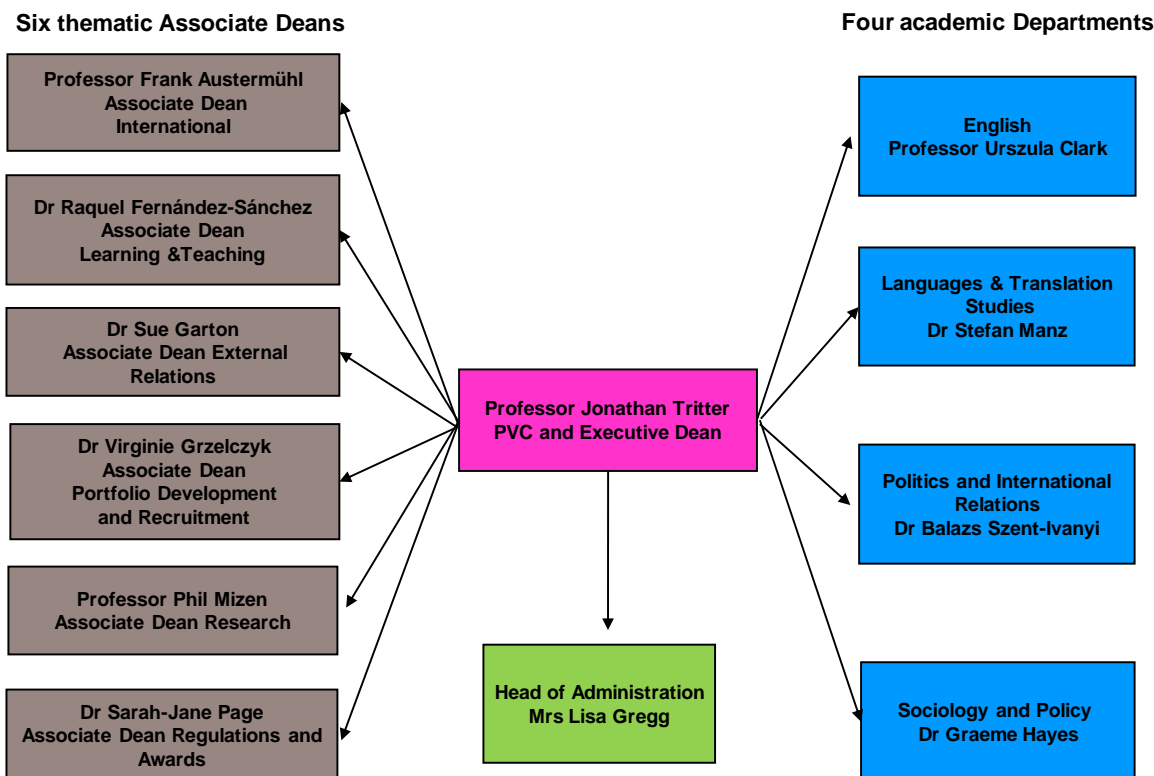 Six thematic Associate Deans
Professor Frank Austermühl
Associate Dean
International
Dr Raquel Fernández-Sánchez
Associate Dean
Learning &Teaching
Dr Sue Garton
Associate Dean External
Relations
Dr Virginie Grzelczyk
Associate Dean
Portfolio Development
and Recruitment
Professor Phil Mizen
Associate Dean Research
Dr Sarah-Jane Page
Associate Dean Regulations and
Awards
Professor Jonathan Tritter
PVC and Executive Dean
Head of Administration
Mrs Lisa Gregg
Four academic Departments
English
Professor Urszula Clark
Languages & Translation
Studies
Dr Stefan Manz
Politics and International
Relations
Dr Balazs Szent-Ivanyi
Sociology and Policy
Dr Graeme Hayes